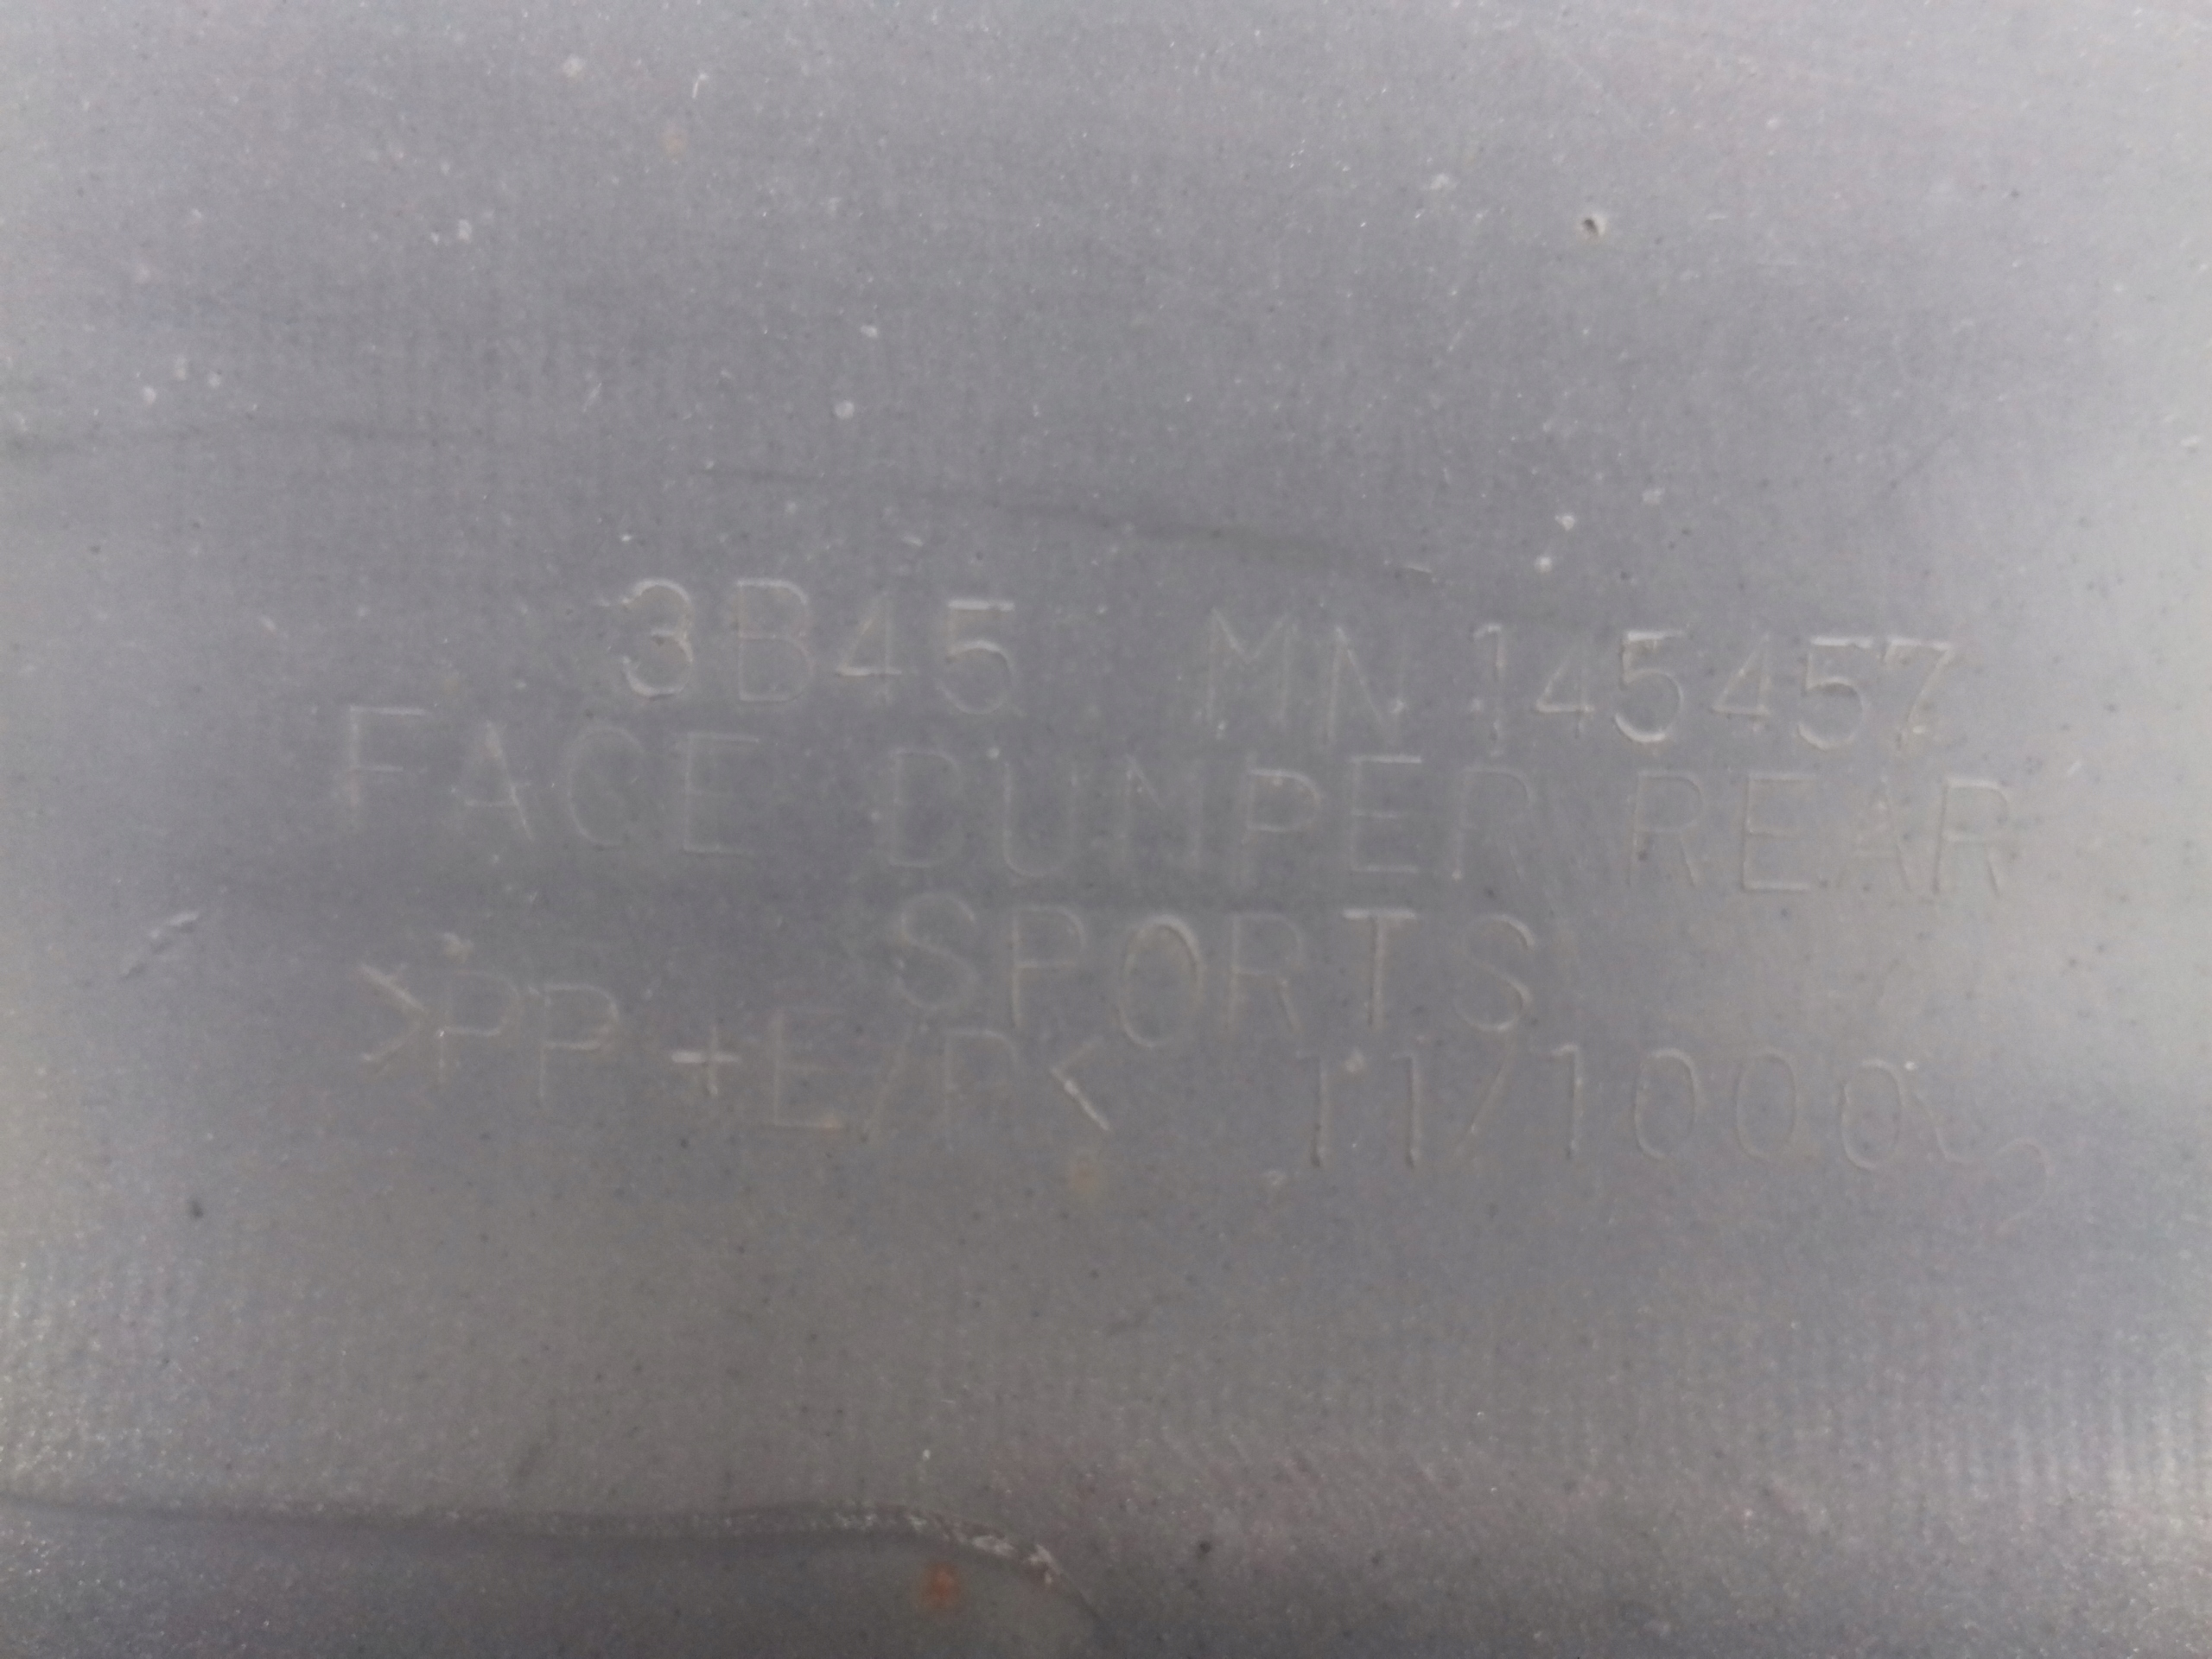 3B45 MN145457
FACE BUMPER REAR
SPORTS
>PP+E/P< 11/1000